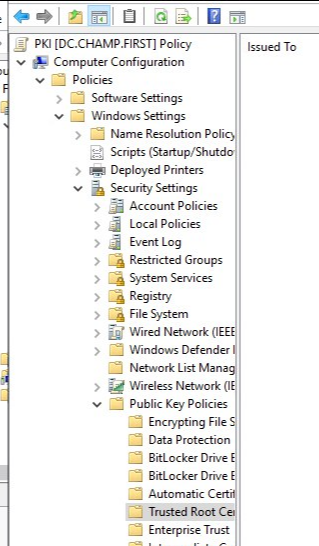 PKI [DC.CHAMP.FIRST] Policy
Issued To
Computer Configuration
Policies
Software Settings
Windows Settings
Name Resolution Policy
Scripts (Startup/Shutdo
Deployed Printers
Security Settings
Account Policies
Local Policies
Event Log
Restricted Groups
System Services
Registry
File System
Wired Network (IEEE
Windows Defender
Network List Manag
Wireless Network (IE
Public Key Policies
Encrypting File S
Data Protection
BitLocker Drive E
BitLocker Drive E
Automatic Certif
Trusted Root Cer
Enterprise Trust